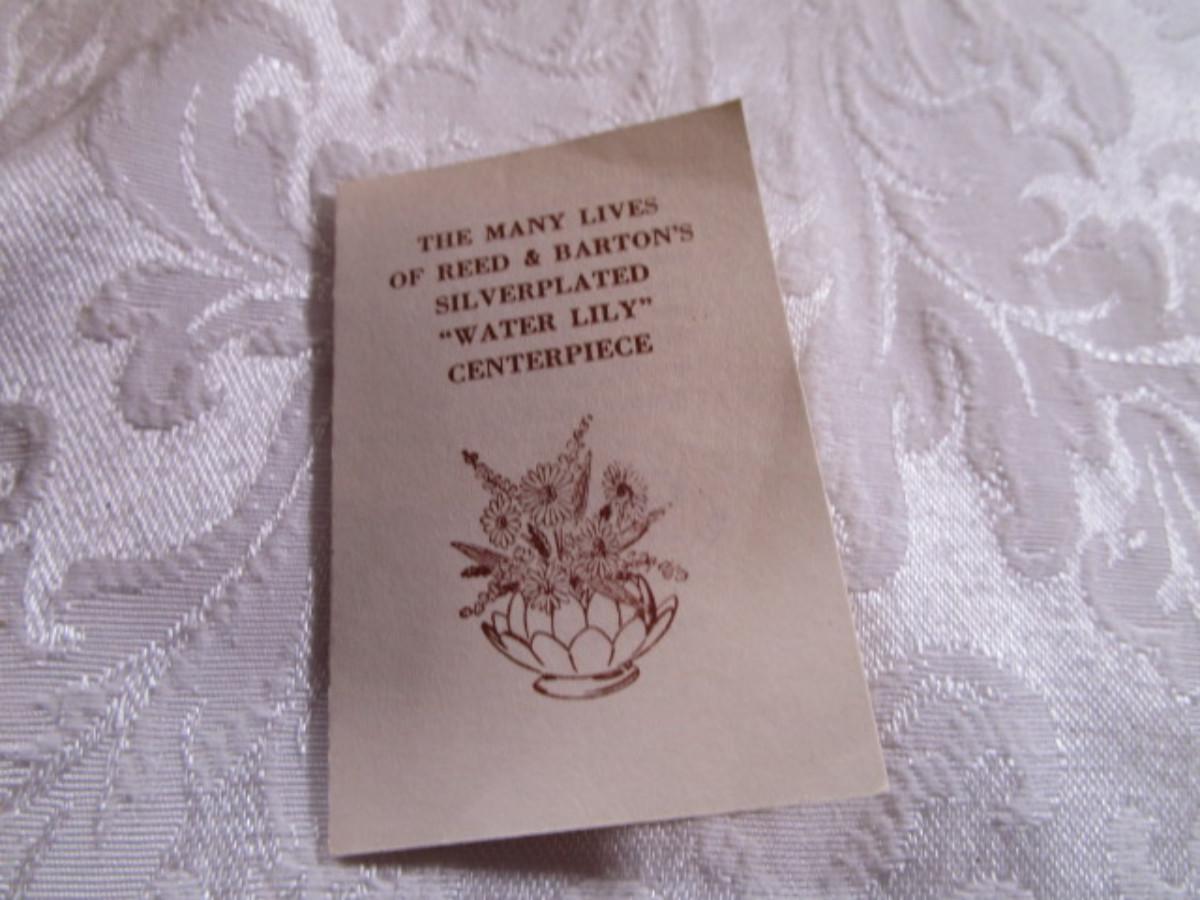 THE MANY LIVES
OF REED & BARTON'S
SILVERPLATED
“WATER LILY”
CENTERPIECE